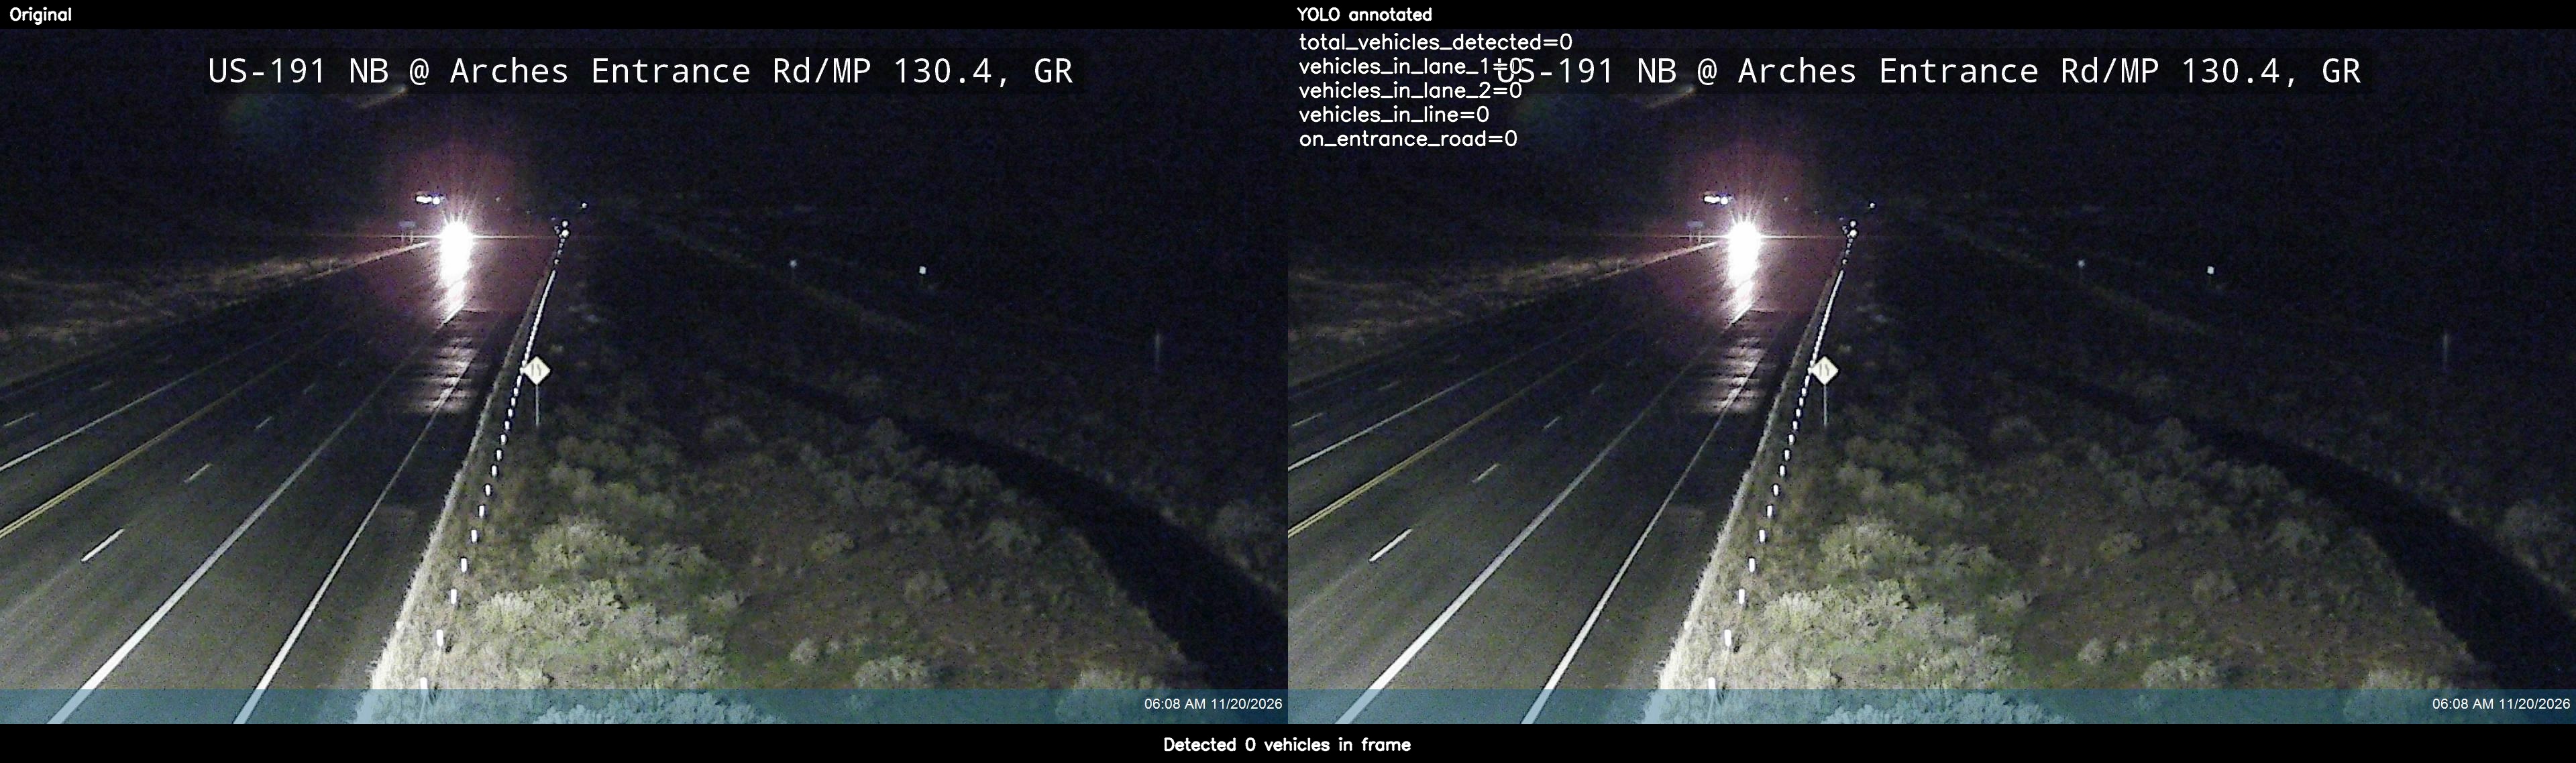 Original
US-191 NB @ Arches Entrance Rd/MP 130.4, GR
06:08 AM 11/20/2026
YOLO annotated
total_vehicles_detected=0
vehicles_in_lane_1=0
US-191 NB @ Arches Entrance Rd/MP 130.4, GR
vehicles_in_lane_2=0
vehicles_in_line=0
on_entrance_road=0
06:08 AM 11/20/2026
Detected 0 vehicles in frame